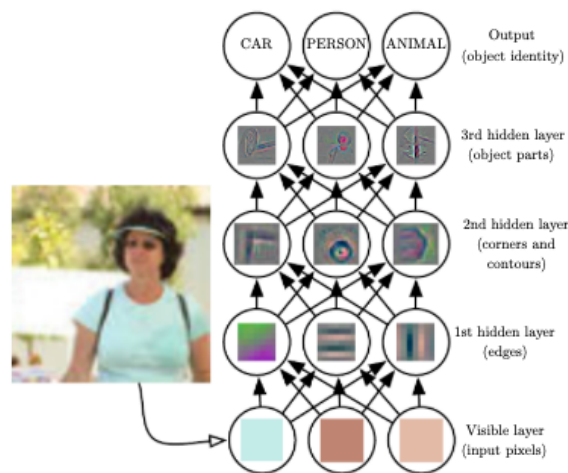 CAR PERSON ANIMAL
Output
(object identity)
3rd hidden layer
(object parts)
2nd hidden layer
(corners and
contours)
1st hidden layer
(edges)
Visible layer
(input pixels)